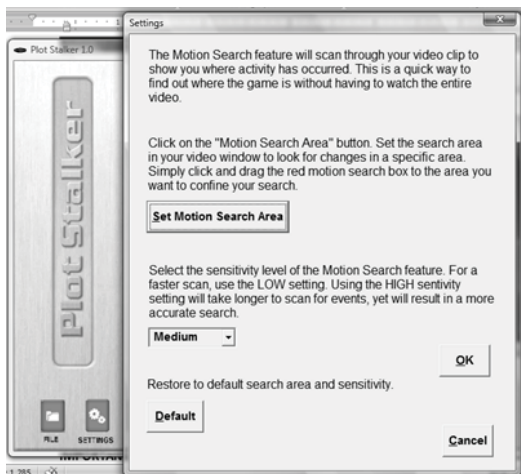 Settings
Plot Stalker 1.0
The Motion Search feature will scan through your video clip to
show you where activity has occurred. This is a quick way to
find out where the game is without having to watch the entire
video.
Click on the "Motion Search Area" button. Set the search area
in your video window to look for changes in a specific area.
Simply click and drag the red motion search box to the area you
want to confine your search.
Set Motion Search Area
Select the sensitivity level of the Motion Search feature. For a
faster scan, use the LOW setting. Using the HIGH sentivity
setting will take longer to scan for events, yet will result in a more
accurate search.
Medium
OK
Restore to default search area and sensitivity.
Default
Cancel
Plot Stalker
FILE
SETTINGS